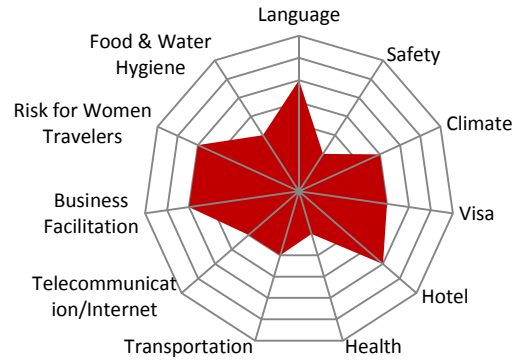 Language
Safety
Climate
Visa
Hotel
Health
Transportation
Telecommunicat
ion/Internet
Business
Facilitation
Risk for Women
Travelers
Food & Water
Hygiene